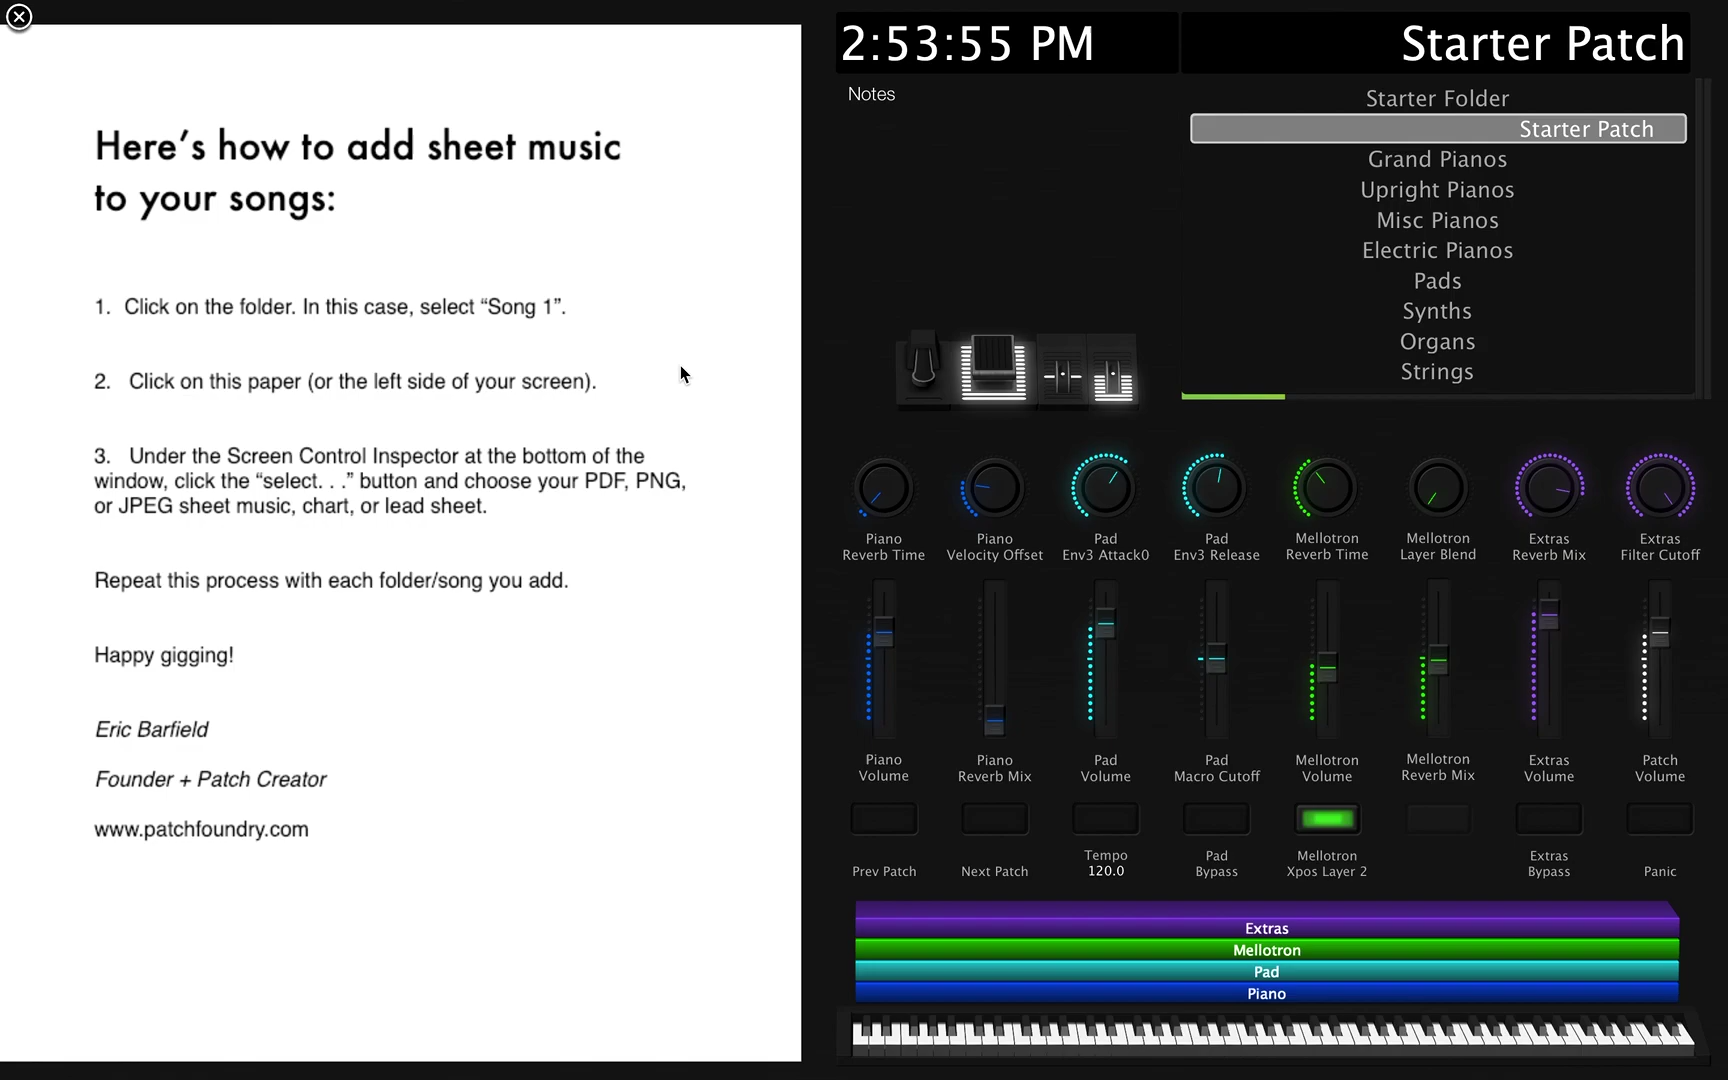 2:53:55 PM
Starter Patch
Notes
Starter Folder
Starter Patch
Grand Pianos
Upright Pianos
Misc Pianos
Electric Pianos
Pads
Synths
Organs
Strings
Here's how to add sheet music
to your songs:
1. Click on the folder. In this case, select “Song 1”.
2. Click on this paper (or the left side of your screen).
3. Under the Screen Control Inspector at the bottom of the
window, click the “select. . .” button and choose your PDF, PNG,
or JPEG sheet music, chart, or lead sheet.
Repeat this process with each folder/song you add.
Happy gigging!
Eric Barfield
Founder + Patch Creator
www.patchfoundry.com
Piano
Reverb Time
Piano
Velocity Offset
Pad
Env3 Attack0
Pad
Env3 Release
Mellotron
Reverb Time
Mellotron
Layer Blend
Extras
Reverb Mix
Extras
Filter Cutoff
Piano
Volume
Piano
Reverb Mix
Pad
Volume
Pad
Macro Cutoff
Mellotron
Volume
Mellotron
Reverb Mix
Extras
Volume
Patch
Volume
Prev Patch
Next Patch
Tempo
120.0
Pad
Bypass
Mellotron
Xpos Layer 2
Extras
Bypass
Panic
Extras
Mellotron
Pad
Piano